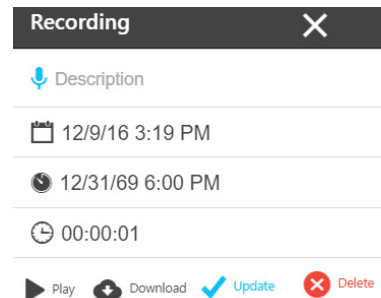 Recording
Description
12/9/16 3:19 PM
12/31/69 6:00 PM
00:00:01
Play Download Update Delete